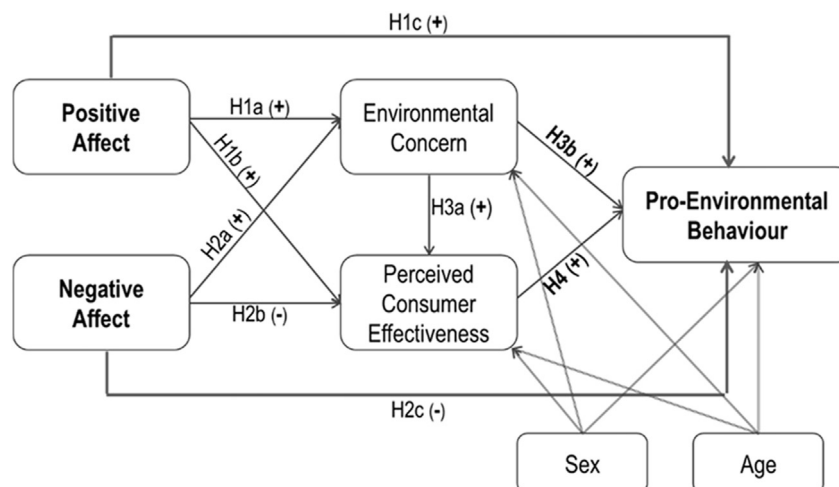 H1c (+)
Positive
Affect
H1a (+)
Environmental
Concern
H1b (+)
H3b (+)
H2a (+)
H3a (+)
Pro-Environmental
Behaviour
Negative
Affect
H2b (-)
Perceived
Consumer
Effectiveness
H4 (+)
H2c (-)
Sex
Age